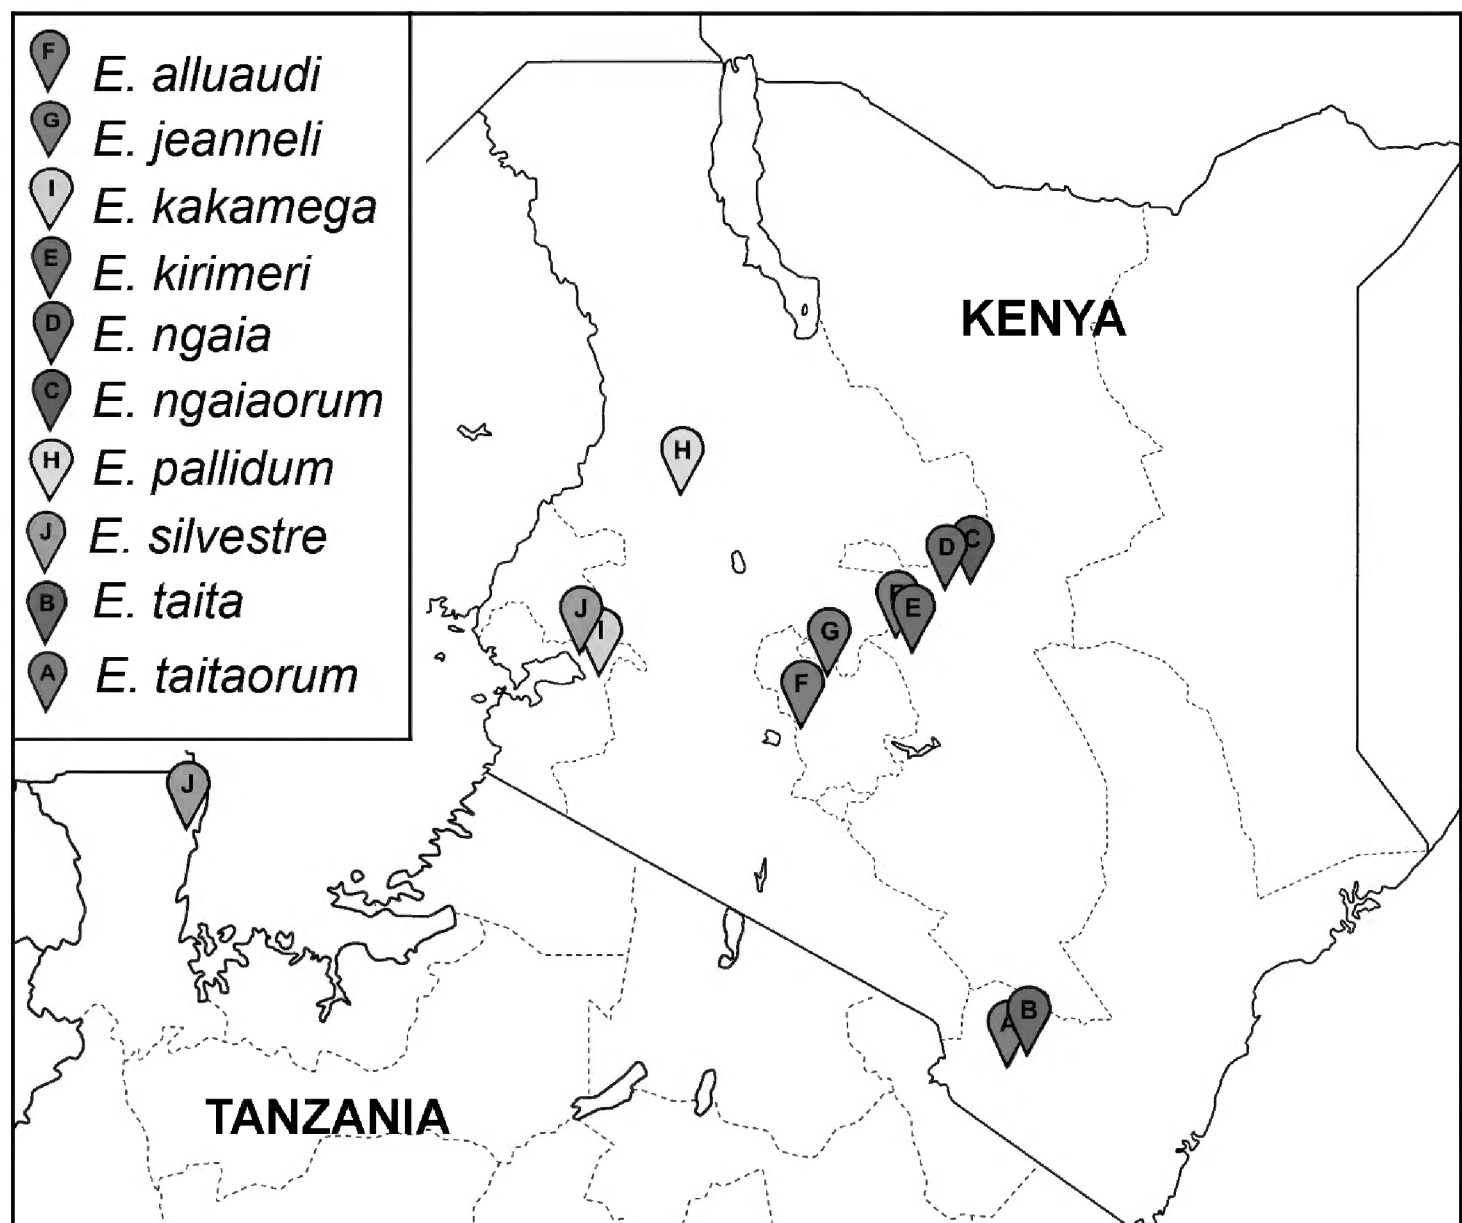 F E. alluaudi
G E. jeanneli
I E. kakamega
E E. kirimeri
D E. ngaia
C E. ngaiaorum
H E. pallidum
J E. silvestre
B E. taita
A E. taitaorum
KENYA
H
D C
J I
E
G
F
J
A B
TANZANIA